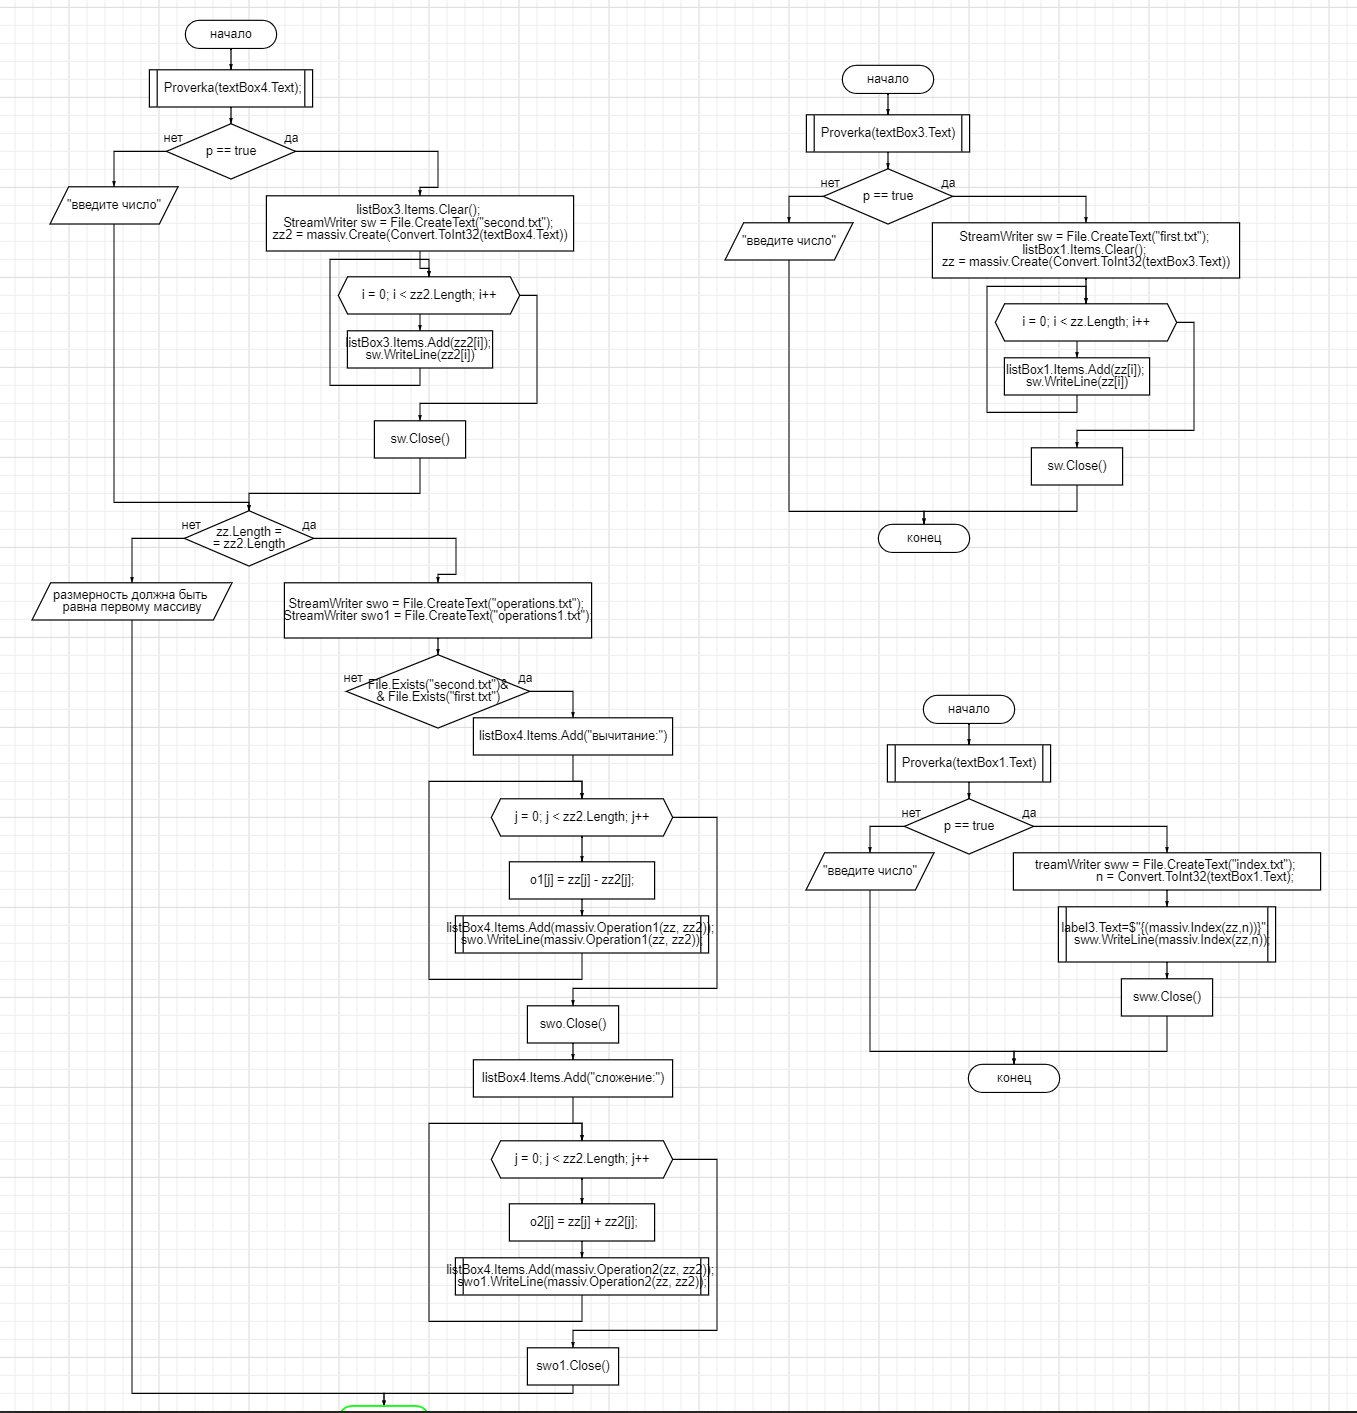 начало
Proverka(textBox4.Text);
нет
да
p == true
"введите число"
listBox3.Items.Clear();
StreamWriter sw = File.CreateText("second.txt");
zz2 = massiv.Create(Convert.ToInt32(textBox4.Text))
i = 0; i < zz2.Length; i++
listBox3.Items.Add(zz2[i]);
sw.WriteLine(zz2[i])
sw.Close()
нет
да
zz.Length =
= zz2.Length
размерность должна быть
равна первому массиву
StreamWriter swo = File.CreateText("operations.txt");
StreamWriter swo1 = File.CreateText("operations1.txt");
нет
да
File.Exists("second.txt")&
& File.Exists("first.txt")
listBox4.Items.Add("вычитание:")
j = 0; j < zz2.Length; j++
o1[j] = zz[j] - zz2[j];
listBox4.Items.Add(massiv.Operation1(zz, zz2));
swo.WriteLine(massiv.Operation1(zz, zz2));
swo.Close()
listBox4.Items.Add("сложение:")
j = 0; j < zz2.Length; j++
o2[j] = zz[j] + zz2[j];
listBox4.Items.Add(massiv.Operation2(zz, zz2));
swo1.WriteLine(massiv.Operation2(zz, zz2));
swo1.Close()
начало
Proverka(textBox3.Text)
нет
да
p == true
"введите число"
StreamWriter sw = File.CreateText("first.txt");
listBox1.Items.Clear();
zz = massiv.Create(Convert.ToInt32(textBox3.Text))
i = 0; i < zz.Length; i++
listBox1.Items.Add(zz[i]);
sw.WriteLine(zz[i])
sw.Close()
конец
начало
Proverka(textBox1.Text)
нет
да
p == true
"введите число"
treamWriter sww = File.CreateText("index.txt");
n = Convert.ToInt32(textBox1.Text);
label3.Text=$"{(massiv.Index(zz,n))}"
sww.WriteLine(massiv.Index(zz,n));
sww.Close()
конец